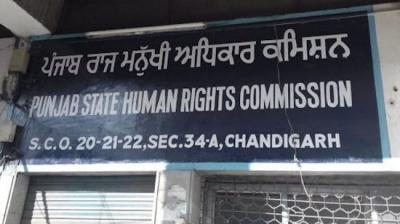 ਪੰਜਾਬ ਰਾਜ ਮਨੁੱਖੀ ਅਧਿਕਾਰ ਕਮਿਸ਼ਨ
PUNJAB STATE HUMAN RIGHTS COMMISSION
S.C.O. 20-21-22, SEC.34-A, CHANDIGARH